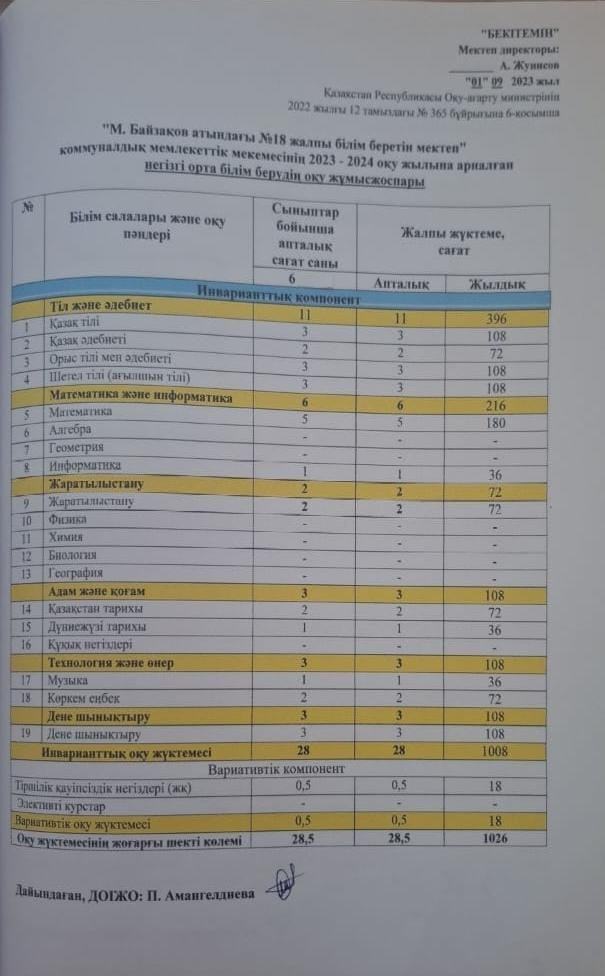 "БЕКІТЕМІН"
Мектеп директоры:
________ А. Жунисов
"01" 09 2023 жыл
Қазақстан Республикасы Оқу-ағарту министрінің
2022 жылғы 12 тамыздағы № 365 бұйрығына 6-қосымша
"М. Байзақов атындағы №18 жалпы білім беретін мектеп"
коммуналдық мемлекеттік мекемесінің 2023 - 2024 оқу жылына арналған
негізгі орта білім берудің оқу жұмысжоспары
№ Білім салалары және оқу пәндері Сыныптар бойынша апталық сағат саны Жалпы жүктеме, сағат
6 Апталық Жылдық
Инварианттық компонент
Тіл және әдебиет 11 11 396
1 Қазақ тілі 3 3 108
2 Қазақ әдебиеті 2 2 72
3 Орыс тілі мен әдебиеті 3 3 108
4 Шетел тілі (ағылшын тілі) 3 3 108
Математика және информатика 6 6 216
5 Математика 5 5 180
6 Алгебра - - -
7 Геометрия - - -
8 Информатика 1 1 36
Жаратылыстану 2 2 72
9 Жаратылыстану 2 2 72
10 Физика - - -
11 Химия - - -
12 Биология - - -
13 География - - -
Адам және қоғам 3 3 108
14 Қазақстан тарихы 2 2 72
15 Дүниежүзі тарихы 1 1 36
16 Құқық негіздері - - -
Технология және өнер 3 3 108
17 Музыка 1 1 36
18 Көркем еңбек 2 2 72
Дене шынықтыру 3 3 108
19 Дене шынықтыру 3 3 108
Инварианттық оқу жүктемесі 28 28 1008
Вариативтік компонент
Тіршілік қауіпсіздік негіздері (жк) 0,5 0,5 18
Элективті курстар - - -
Вариативтік оқу жүктемесі 0,5 0,5 18
Оқу жүктемесінің жоғарғы шекті көлемі 28,5 28,5 1026
Дайындаған, ДОІЖО: П. Амангелдиева